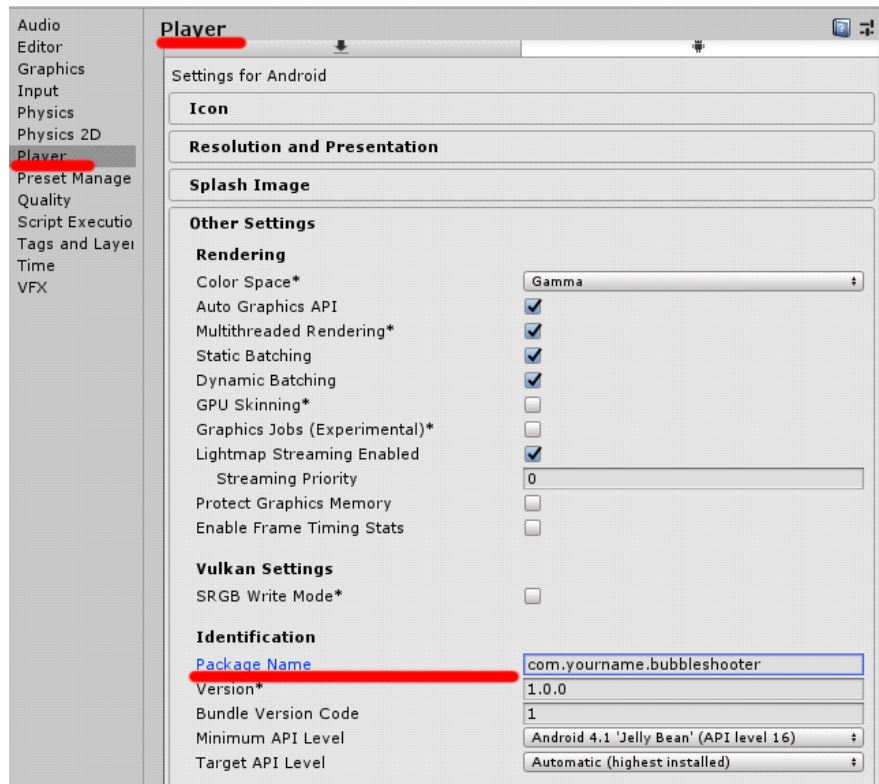 Audio
Editor
Graphics
Input
Physics
Physics 2D
Player
Preset Manage
Quality
Script Executio
Tags and Layer
Time
VFX
Player
Settings for Android
Icon
Resolution and Presentation
Splash Image
Other Settings
Rendering
Color Space* Gamma
Auto Graphics API
Multithreaded Rendering*
Static Batching
Dynamic Batching
GPU Skinning*
Graphics Jobs (Experimental)*
Lightmap Streaming Enabled
Streaming Priority 0
Protect Graphics Memory
Enable Frame Timing Stats
Vulkan Settings
SRGB Write Mode*
Identification
Package Name com.yourname.bubbleshooter
Version* 1.0.0
Bundle Version Code 1
Minimum API Level Android 4.1 'Jelly Bean' (API level 16)
Target API Level Automatic (highest installed)